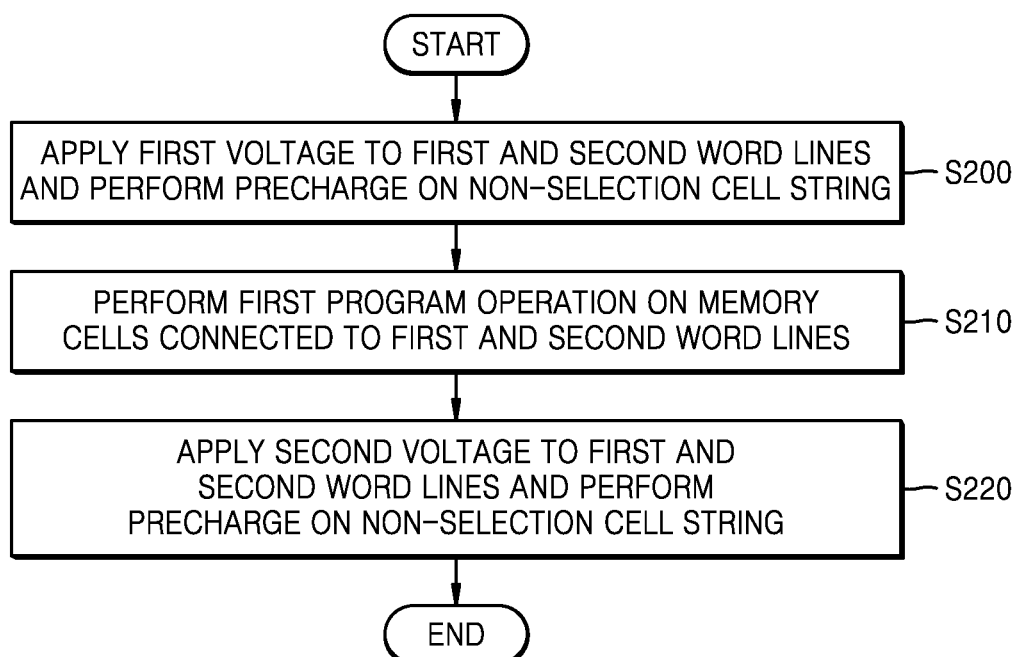 START
APPLY FIRST VOLTAGE TO FIRST AND SECOND WORD LINES
AND PERFORM PRECHARGE ON NON-SELECTION CELL STRING
S200
PERFORM FIRST PROGRAM OPERATION ON MEMORY
CELLS CONNECTED TO FIRST AND SECOND WORD LINES
S210
APPLY SECOND VOLTAGE TO FIRST AND
SECOND WORD LINES AND PERFORM
PRECHARGE ON NON-SELECTION CELL STRING
S220
END